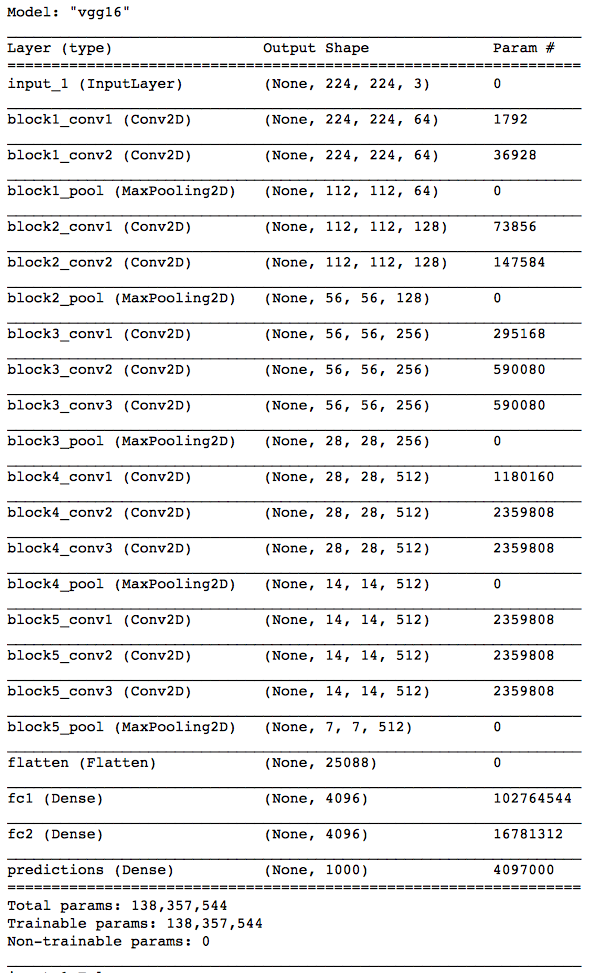 Model: "vgg16"
Layer (type) Output Shape Param #
input_1 (InputLayer) (None, 224, 224, 3) 0
block1_conv1 (Conv2D) (None, 224, 224, 64) 1792
block1_conv2 (Conv2D) (None, 224, 224, 64) 36928
block1_pool (MaxPooling2D) (None, 112, 112, 64) 0
block2_conv1 (Conv2D) (None, 112, 112, 128) 73856
block2_conv2 (Conv2D) (None, 112, 112, 128) 147584
block2_pool (MaxPooling2D) (None, 56, 56, 128) 0
block3_conv1 (Conv2D) (None, 56, 56, 256) 295168
block3_conv2 (Conv2D) (None, 56, 56, 256) 590080
block3_conv3 (Conv2D) (None, 56, 56, 256) 590080
block3_pool (MaxPooling2D) (None, 28, 28, 256) 0
block4_conv1 (Conv2D) (None, 28, 28, 512) 1180160
block4_conv2 (Conv2D) (None, 28, 28, 512) 2359808
block4_conv3 (Conv2D) (None, 28, 28, 512) 2359808
block4_pool (MaxPooling2D) (None, 14, 14, 512) 0
block5_conv1 (Conv2D) (None, 14, 14, 512) 2359808
block5_conv2 (Conv2D) (None, 14, 14, 512) 2359808
block5_conv3 (Conv2D) (None, 14, 14, 512) 2359808
block5_pool (MaxPooling2D) (None, 7, 7, 512) 0
flatten (Flatten) (None, 25088) 0
fc1 (Dense) (None, 4096) 102764544
fc2 (Dense) (None, 4096) 16781312
predictions (Dense) (None, 1000) 4097000
Total params: 138,357,544
Trainable params: 138,357,544
Non-trainable params: 0